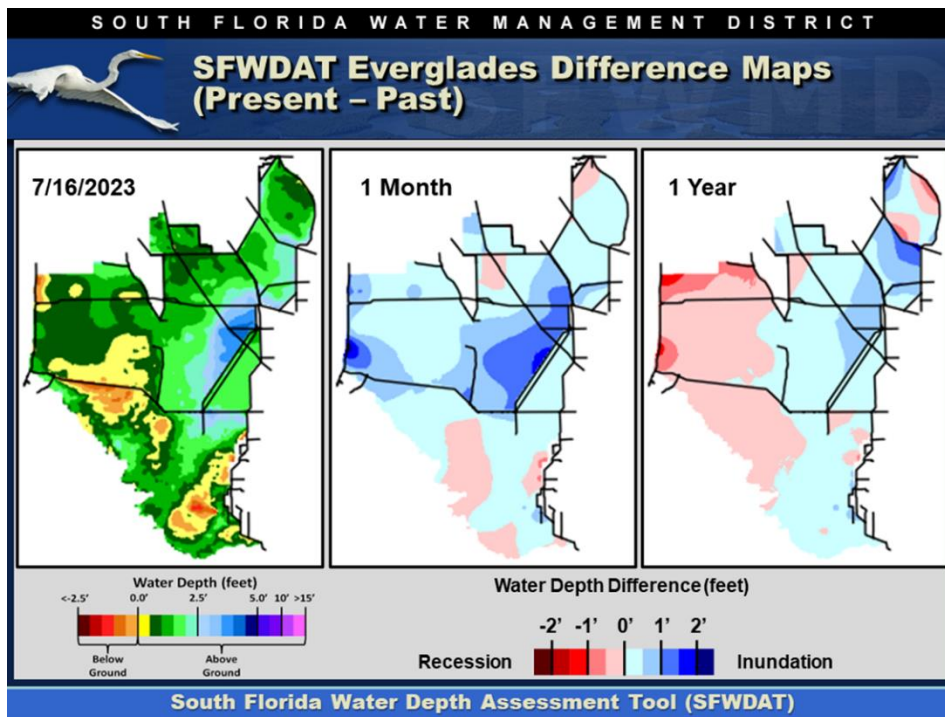 SOUTH FLORIDA WATER MANAGEMENT DISTRICT
SFWDAT Everglades Difference Maps
(Present – Past)
SFWMD
7/16/2023
1 Month
1 Year
Water Depth (feet)
<-2.5' 0.0' 2.5' 5.0' 10' >15'
Below
Ground
Above
Ground
Water Depth Difference (feet)
-2' -1' 0' 1' 2'
Recession
Inundation
South Florida Water Depth Assessment Tool (SFWDAT)